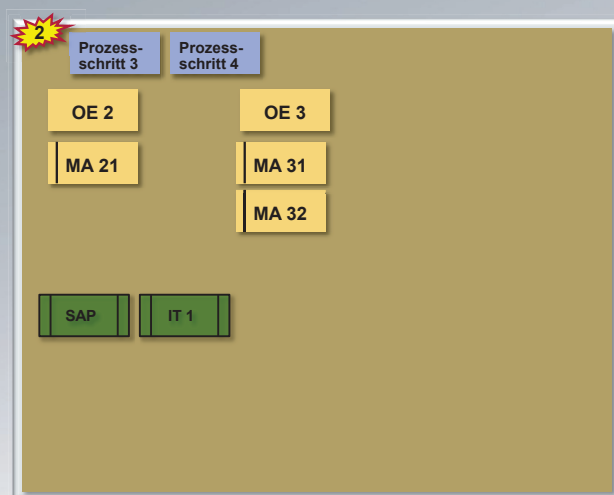 2
Prozess-
schritt 3
Prozess-
schritt 4
OE 2
OE 3
MA 21
MA 31
MA 32
SAP
IT 1